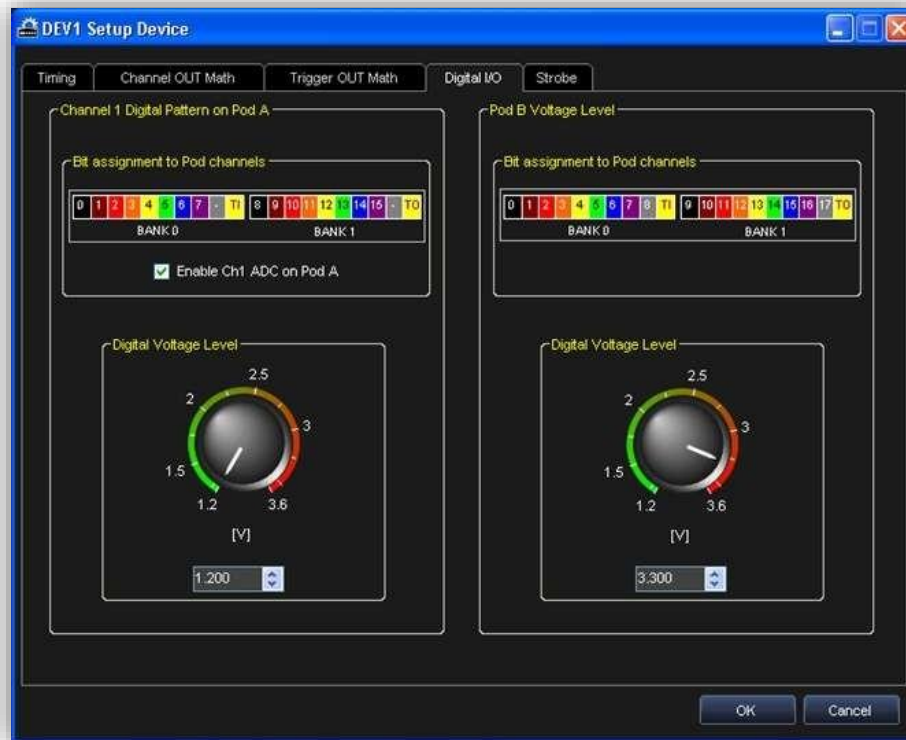 DEV1 Setup Device
Timing Channel OUT Math Trigger OUT Math Digital I/O Strobe
Channel 1 Digital Pattern on Pod A
Bit assignment to Pod channels
0 1 2 3 4 5 6 7 - TI 8 9 10 11 12 13 14 15 - TO
BANK 0 BANK 1
Enable Ch1 ADC on Pod A
Digital Voltage Level
2.5
2
3
1.5
1.2 3.6
[V]
1.200
Pod B Voltage Level
Bit assignment to Pod channels
0 1 2 3 4 5 6 7 8 TI 9 10 11 12 13 14 15 16 17 TO
BANK 0 BANK 1
Digital Voltage Level
2.5
2
3
1.5
1.2 3.6
[V]
3.300
OK Cancel